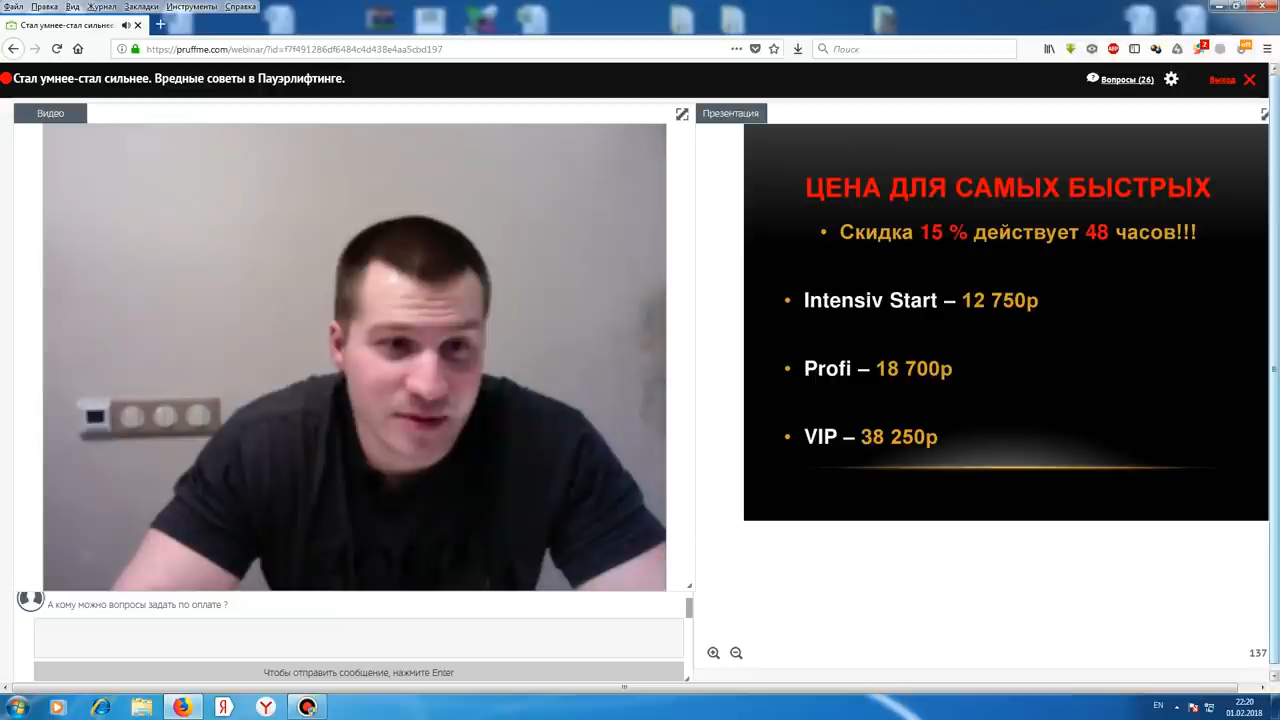 Файл Правка Вид Журнал Закладки Инструменты Справка
Стал умнее-стал сильнее
https://pruffme.com/webinar/?id=f7f491286df6484c4d438e4aa5cbd197
Поиск
2
off
Стал умнее-стал сильнее. Вредные советы в Пауэрлифтинге.
Вопросы (26)
Выход
Видео
Презентация
ЦЕНА ДЛЯ САМЫХ БЫСТРЫХ
• Скидка 15 % действует 48 часов!!!
• Intensiv Start – 12 750р
• Profi – 18 700р
• VIP – 38 250р
А кому можно вопросы задать по оплате ?
Чтобы отправить сообщение, нажмите Enter
137
EN
22:20
01.02.2018